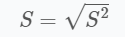 S = √S²